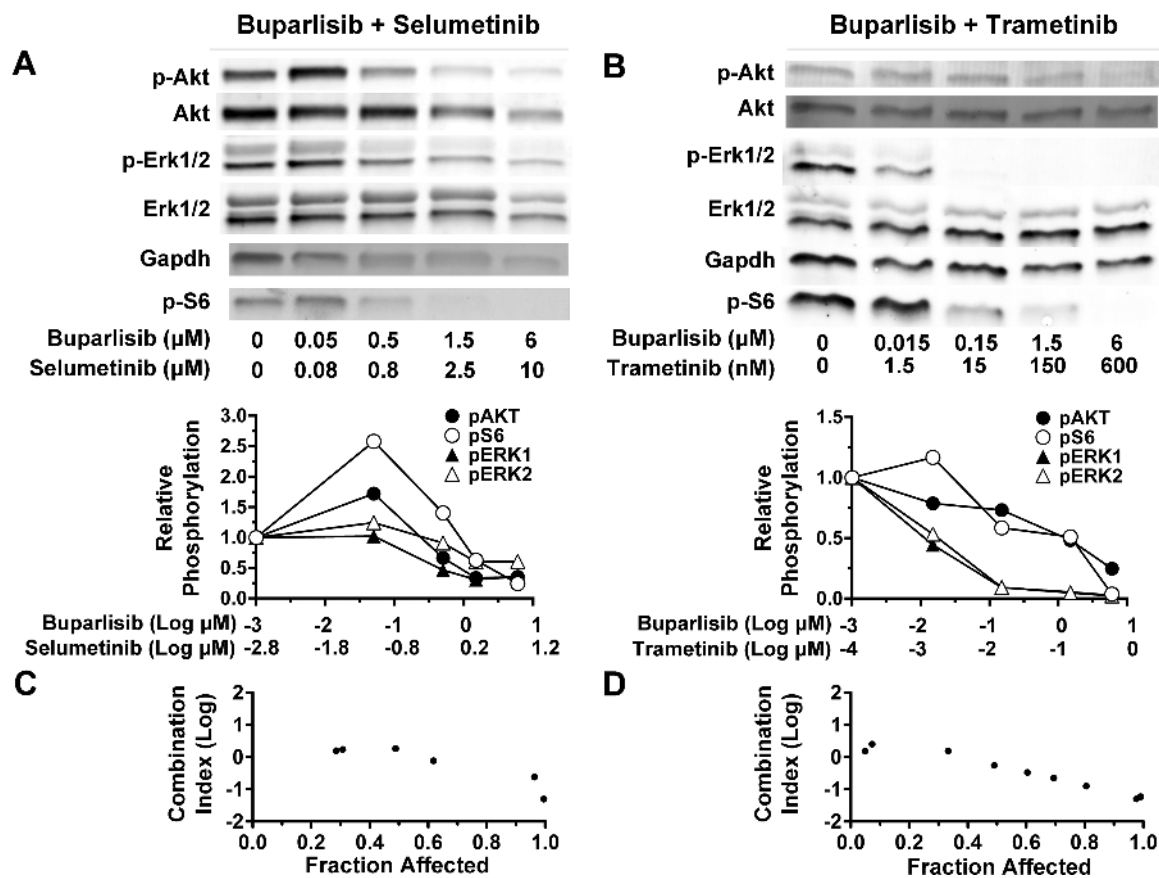 Buparlisib + Selumetinib
A
p-Akt
Akt
p-Erk1/2
Erk1/2
Gapdh
p-S6
Buparlisib (µM) 0 0.05 0.5 1.5 6
Selumetinib (µM) 0 0.08 0.8 2.5 10
Relative Phosphorylation
3.0
2.5
2.0
1.5
1.0
0.5
0.0
pAKT
pS6
pERK1
pERK2
Buparlisib (Log µM) -3 -2 -1 0 1
Selumetinib (Log µM) -2.8 -1.8 -0.8 0.2 1.2
C
Combination Index (Log)
2
1
0
-1
-2
0.0 0.2 0.4 0.6 0.8 1.0
Fraction Affected
Buparlisib + Trametinib
B
p-Akt
Akt
p-Erk1/2
Erk1/2
Gapdh
p-S6
Buparlisib (µM) 0 0.015 0.15 1.5 6
Trametinib (nM) 0 1.5 15 150 600
Relative Phosphorylation
1.5
1.0
0.5
0.0
pAKT
pS6
pERK1
pERK2
Buparlisib (Log µM) -3 -2 -1 0 1
Trametinib (Log µM) -4 -3 -2 -1 0
D
Combination Index (Log)
2
1
0
-1
-2
0.0 0.2 0.4 0.6 0.8 1.0
Fraction Affected